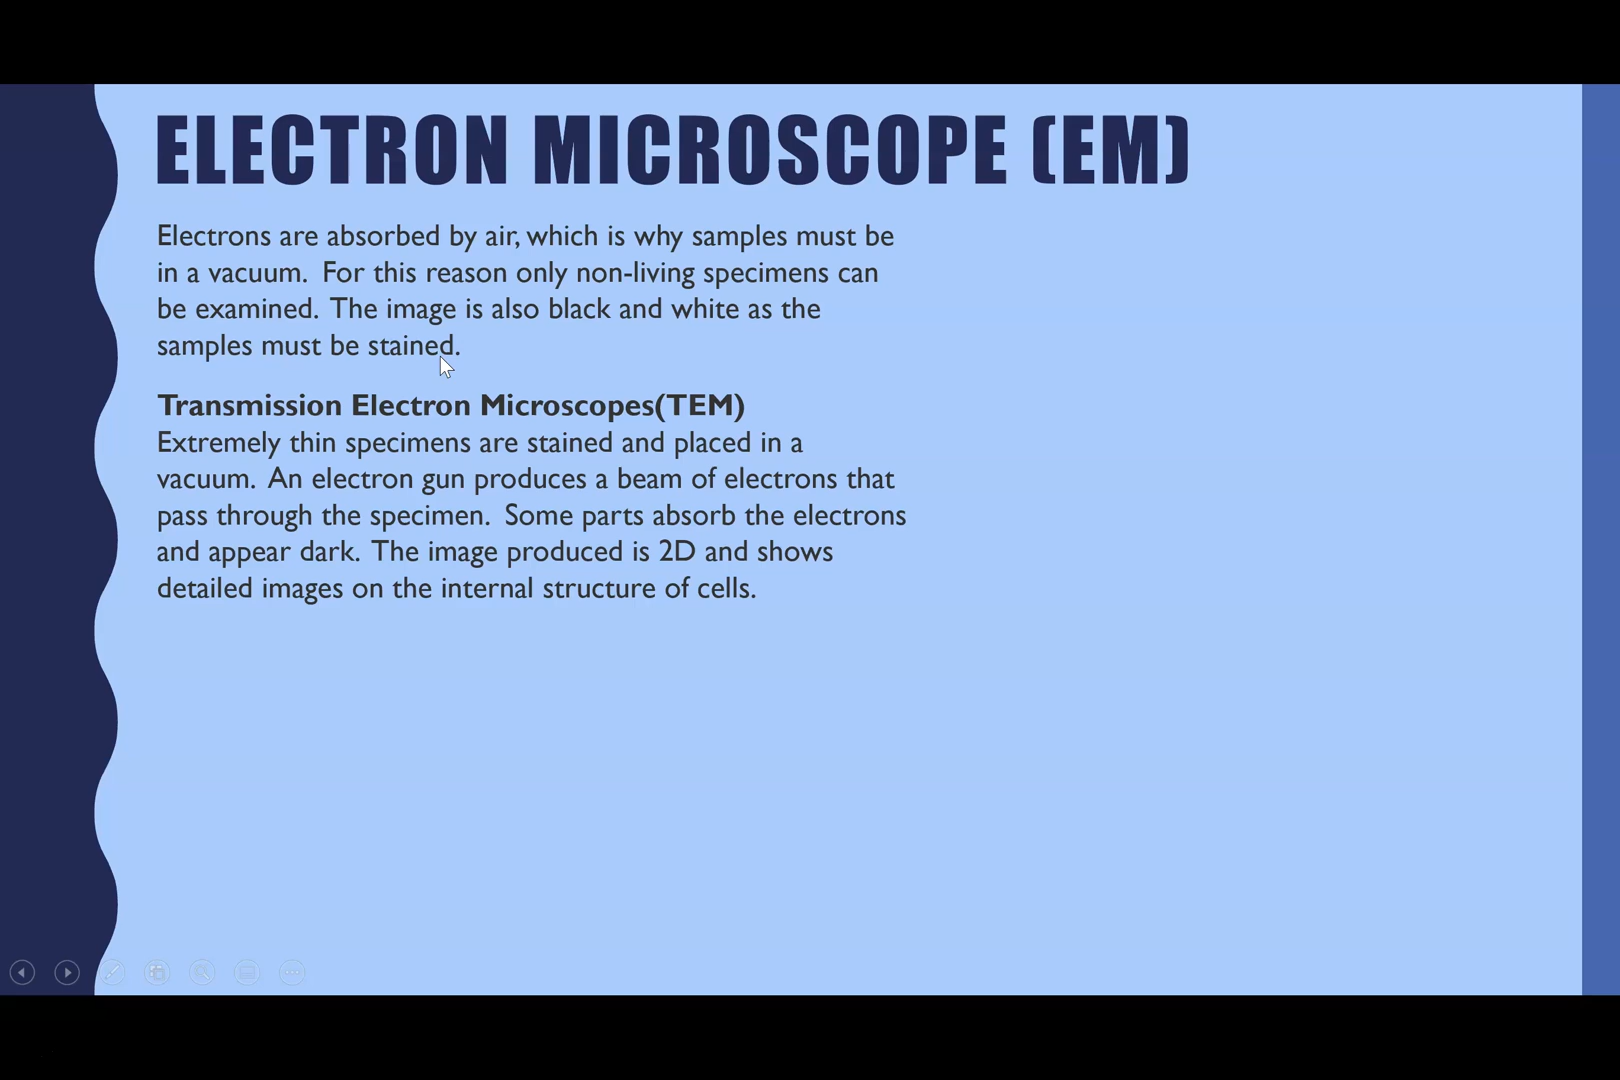 ELECTRON MICROSCOPE (EM)
Electrons are absorbed by air, which is why samples must be
in a vacuum.  For this reason only non-living specimens can
be examined.  The image is also black and white as the
samples must be stained.
Transmission Electron Microscopes(TEM)
Extremely thin specimens are stained and placed in a
vacuum.  An electron gun produces a beam of electrons that
pass through the specimen.  Some parts absorb the electrons
and appear dark.  The image produced is 2D and shows
detailed images on the internal structure of cells.